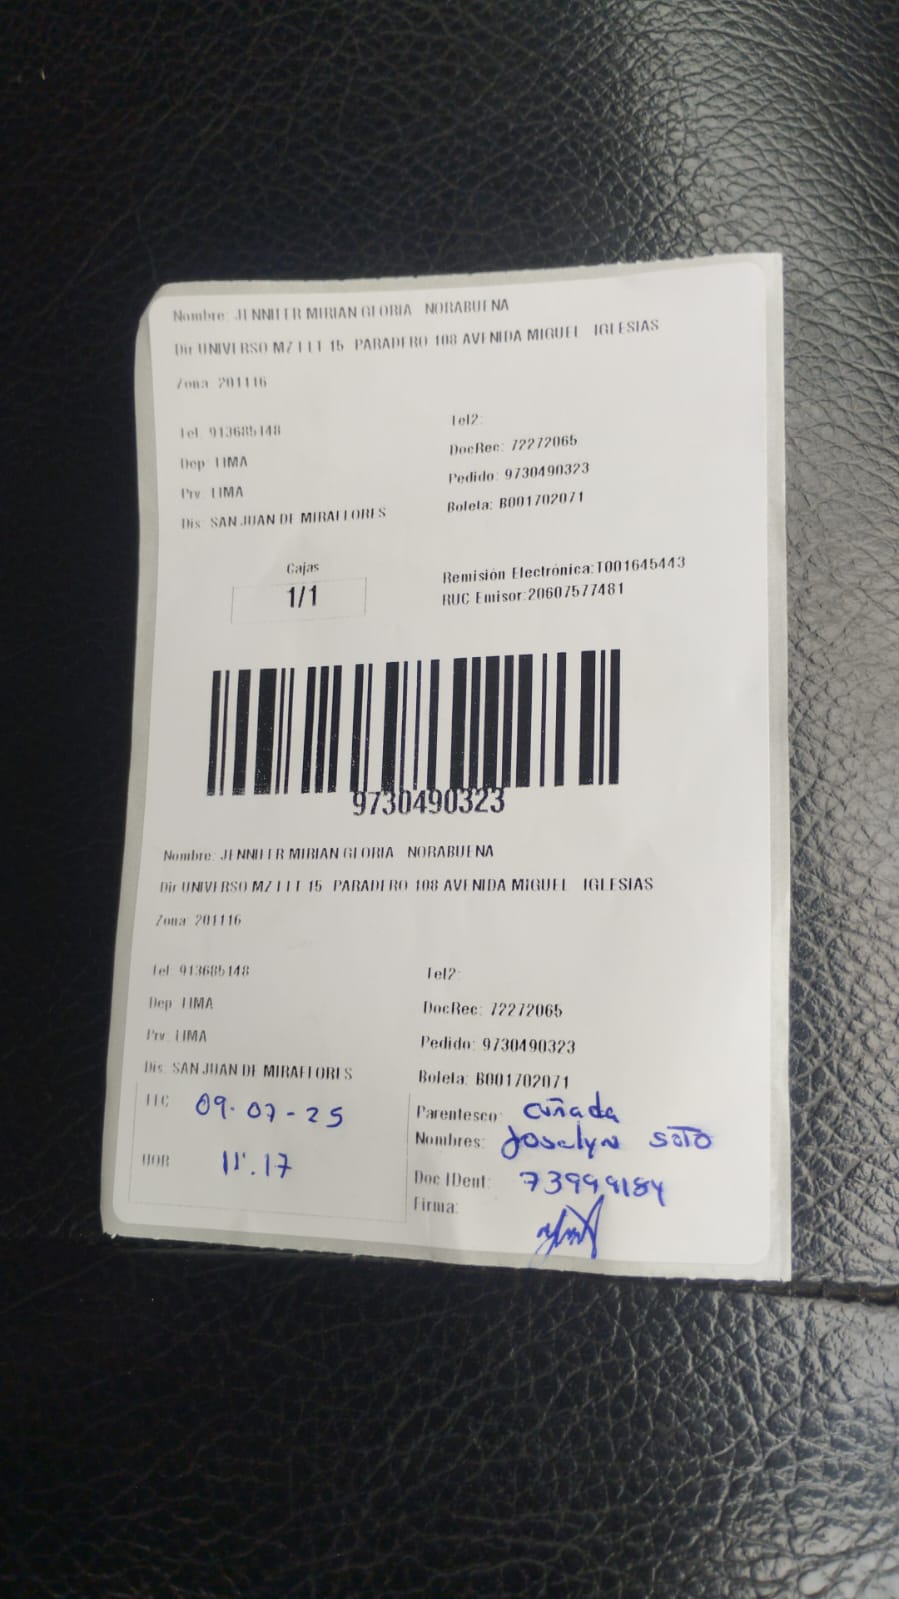 Nombre: JENNIFER MIRIAN GLORIA NORABUENA
Dir UNIVERSO MZ I LT 15 PARADERO 108 AVENIDA MIGUEL IGLESIAS
Zona: 201116
Tel: 913685148 Tel2:
Dep: LIMA DocRec: 72272065
Prv: LIMA Pedido: 9730490323
Dis: SAN JUAN DE MIRAFLORES Boleta: B001702071
Cajas
1/1
Remisión Electrónica:T001645443
RUC Emisor:20607577481
9730490323
Nombre: JENNIFER MIRIAN GLORIA NORABUENA
Dir UNIVERSO MZ I LT 15 PARADERO 108 AVENIDA MIGUEL IGLESIAS
Zona: 201116
Tel: 913685148 Tel2:
Dep: LIMA DocRec: 72272065
Prv: LIMA Pedido: 9730490323
Dis: SAN JUAN DE MIRAFLORES Boleta: B001702071
FEC 09-07-25
HOR 11:17
Parentesco: cuñada
Nombres: Joselyn Soto
Doc IDent: 73999184
Firma: